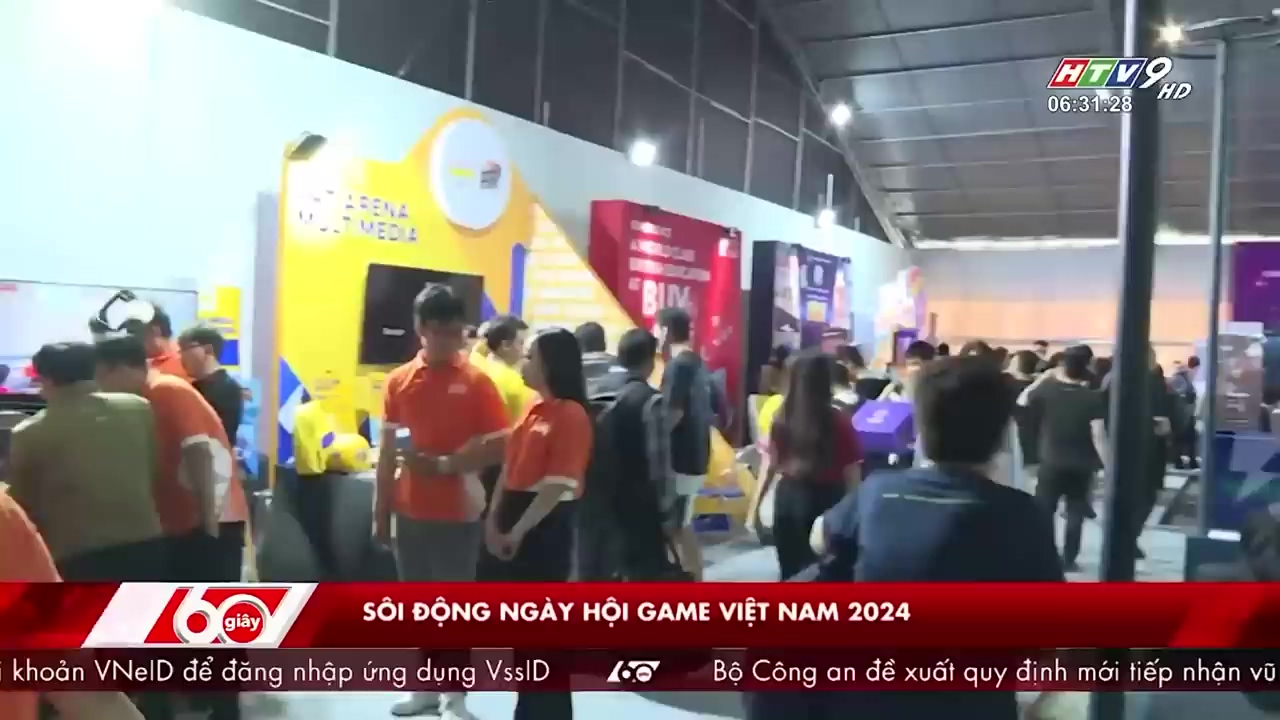 HTV9 HD
06:31:28
ARENA
MULTIMEDIA
BUV
60 giây
SÔI ĐỘNG NGÀY HỘI GAME VIỆT NAM 2024
khoản VNeID để đăng nhập ứng dụng VssID
60
Bộ Công an đề xuất quy định mới tiếp nhận vũ